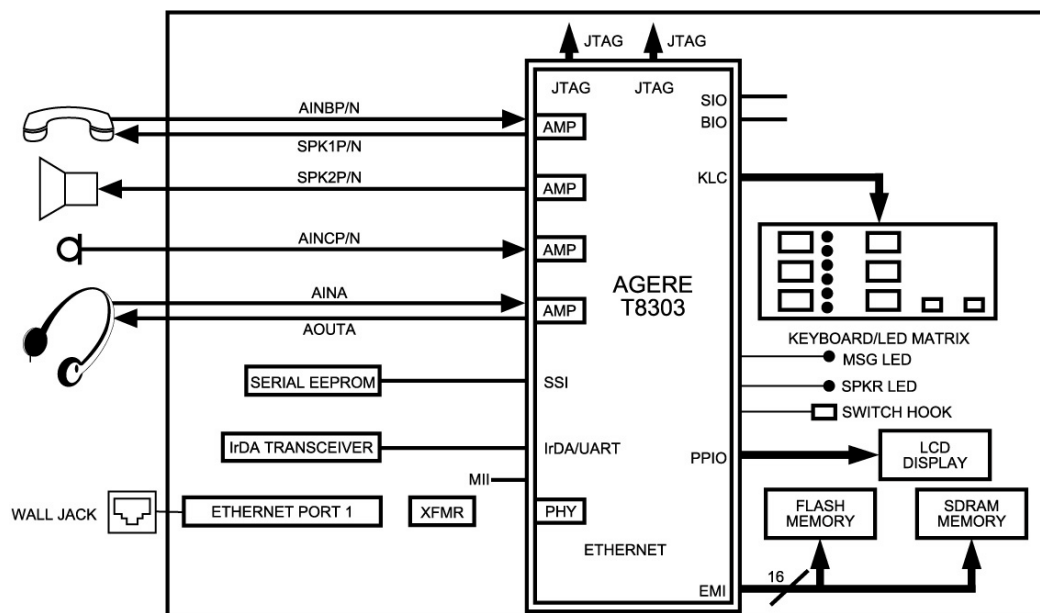 JTAG
JTAG
JTAG
JTAG
AINBP/N
AMP
SPK1P/N
SPK2P/N
AMP
AINCP/N
AMP
AINA
AMP
AOUTA
SERIAL EEPROM
SSI
IrDA TRANSCEIVER
IrDA/UART
MII
WALL JACK
ETHERNET PORT 1
XFMR
PHY
ETHERNET
AGERE
T8303
SIO
BIO
KLC
KEYBOARD/LED MATRIX
MSG LED
SPKR LED
SWITCH HOOK
PPIO
LCD
DISPLAY
FLASH
MEMORY
SDRAM
MEMORY
EMI
16